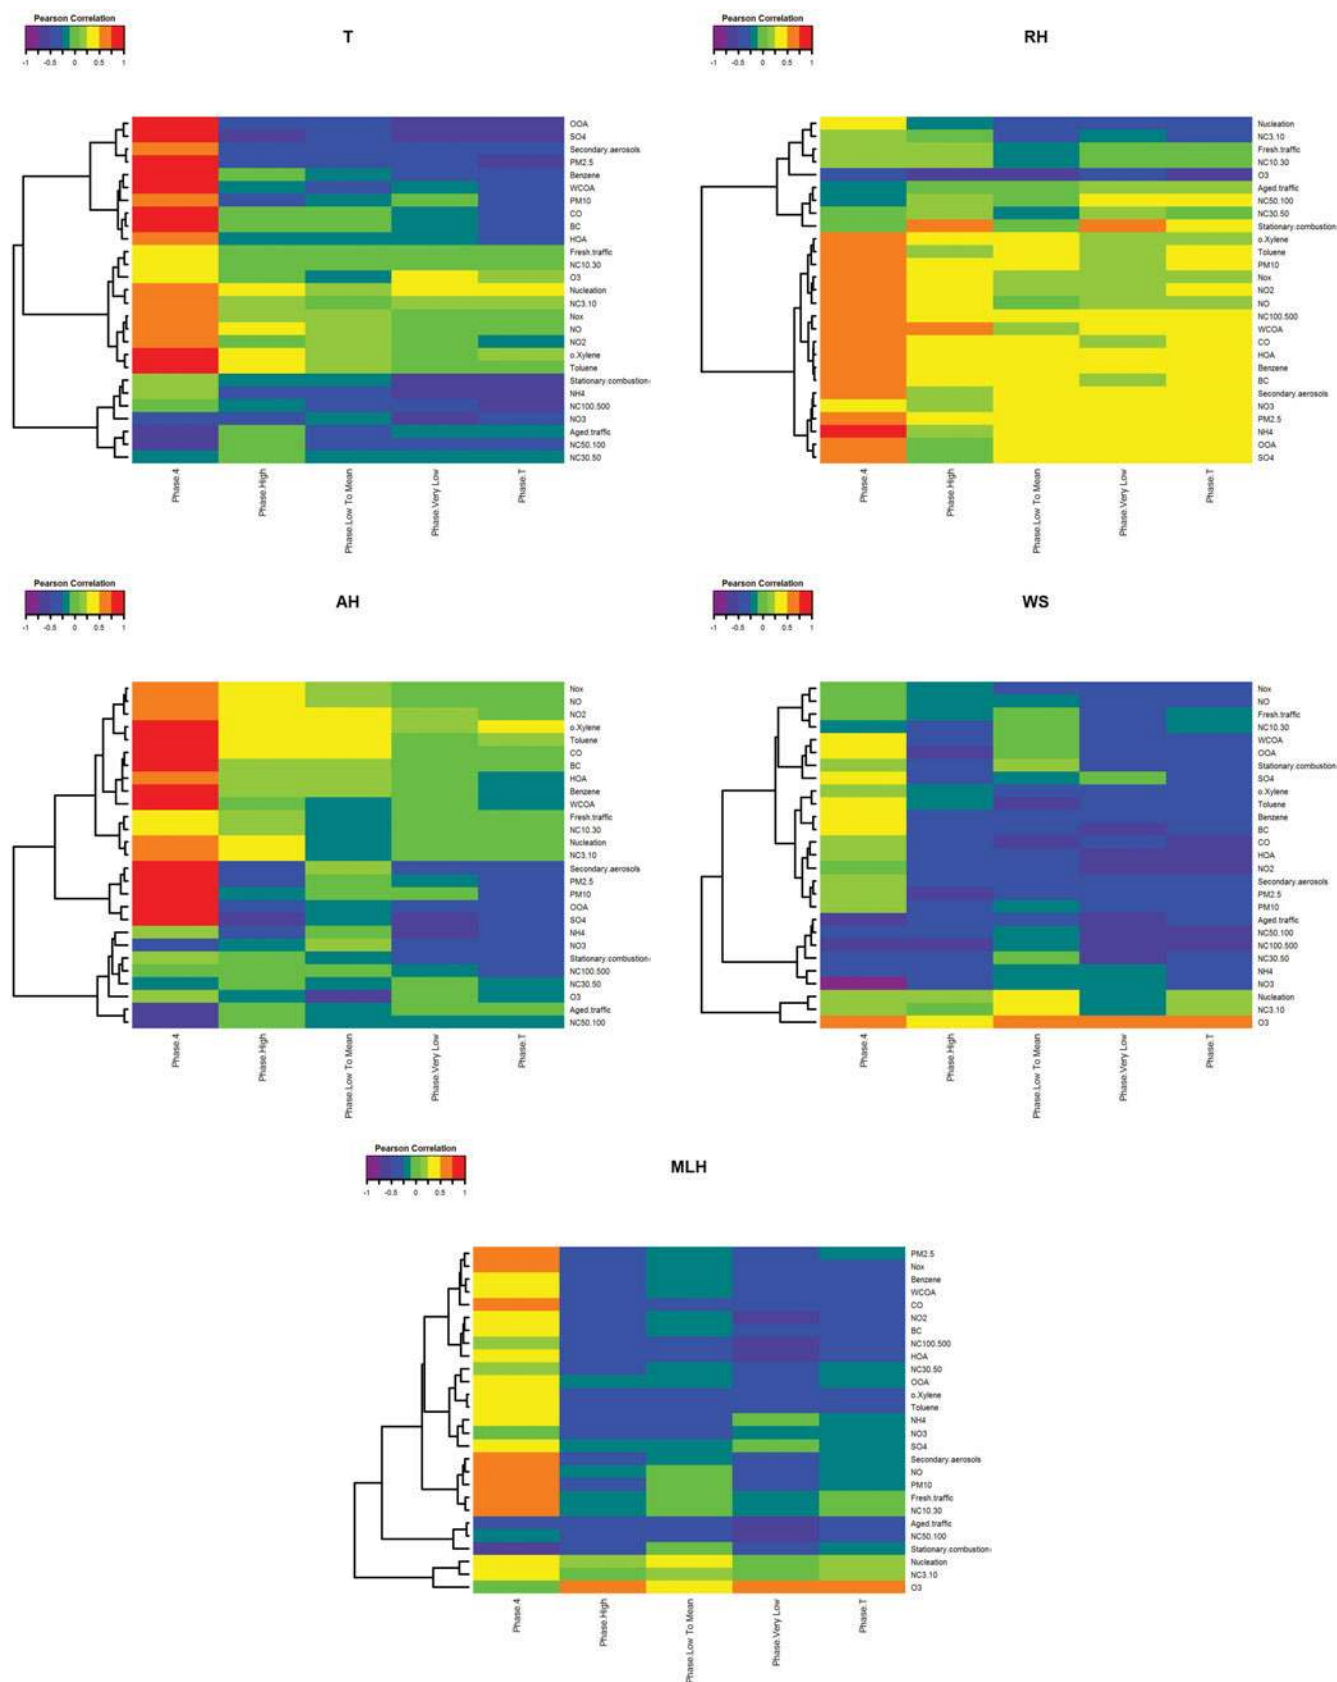 Pearson Correlation
-1 -0.5 0 0.5 1
T
OOA
SO4
Secondary.aerosols
PM2.5
Benzene
WCOA
PM10
CO
BC
HOA
Fresh.traffic
NC10.30
O3
Nucleation
NC3.10
Nox
NO
NO2
o.Xylene
Toluene
Stationary.combustion
NH4
NC100.500
NO3
Aged.traffic
NC50.100
NC30.50
Phase.4
Phase.High
Phase.Low To Mean
Phase.Very Low
Phase.T
Pearson Correlation
-1 -0.5 0 0.5 1
RH
Nucleation
NC3.10
Fresh.traffic
NC10.30
O3
Aged.traffic
NC50.100
NC30.50
Stationary.combustion
o.Xylene
Toluene
PM10
Nox
NO2
NO
NC100.500
WCOA
CO
HOA
Benzene
BC
Secondary.aerosols
NO3
PM2.5
NH4
OOA
SO4
Phase.4
Phase.High
Phase.Low To Mean
Phase.Very Low
Phase.T
Pearson Correlation
-1 -0.5 0 0.5 1
AH
Nox
NO
NO2
o.Xylene
Toluene
CO
BC
HOA
Benzene
WCOA
Fresh.traffic
NC10.30
Nucleation
NC3.10
Secondary.aerosols
PM2.5
PM10
OOA
SO4
NH4
NO3
Stationary.combustion
NC100.500
NC30.50
O3
Aged.traffic
NC50.100
Phase.4
Phase.High
Phase.Low To Mean
Phase.Very Low
Phase.T
Pearson Correlation
-1 -0.5 0 0.5 1
WS
Nox
NO
Fresh.traffic
NC10.30
WCOA
OOA
Stationary.combustion
SO4
o.Xylene
Toluene
Benzene
BC
CO
HOA
NO2
Secondary.aerosols
PM2.5
PM10
Aged.traffic
NC50.100
NC100.500
NC30.50
NH4
NO3
Nucleation
NC3.10
O3
Phase.4
Phase.High
Phase.Low To Mean
Phase.Very Low
Phase.T
Pearson Correlation
-1 -0.5 0 0.5 1
MLH
PM2.5
Nox
Benzene
WCOA
CO
NO2
BC
NC100.500
HOA
NC30.50
OOA
o.Xylene
Toluene
NH4
NO3
SO4
Secondary.aerosols
NO
PM10
Fresh.traffic
NC10.30
Aged.traffic
NC50.100
Stationary.combustion
Nucleation
NC3.10
O3
Phase.4
Phase.High
Phase.Low To Mean
Phase.Very Low
Phase.T